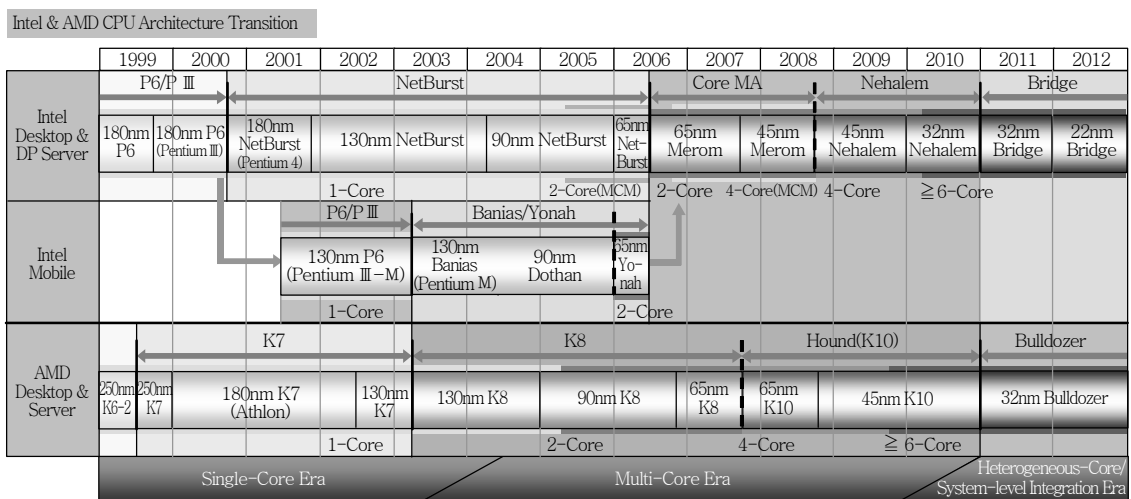 Intel & AMD CPU Architecture Transition
1999 2000 2001 2002 2003 2004 2005 2006 2007 2008 2009 2010 2011 2012
Intel
Desktop &
DP Server
P6/P Ⅲ NetBurst Core MA Nehalem Bridge
180nm
P6
180nm P6
(Pentium Ⅲ)
180nm
NetBurst
(Pentium 4)
130nm NetBurst
90nm NetBurst
65nm
Net-
Burst
65nm
Merom
45nm
Merom
45nm
Nehalem
32nm
Nehalem
32nm
Bridge
22nm
Bridge
1-Core 2-Core(MCM) 2-Core 4-Core(MCM) 4-Core ≧6-Core
Intel
Mobile
P6/P Ⅲ Banias/Yonah
130nm P6
(Pentium Ⅲ-M)
130nm
Banias
(Pentium M)
90nm
Dothan
65nm
Yo-
nah
1-Core 2-Core
AMD
Desktop &
Server
K7 K8 Hound(K10) Bulldozer
250nm
K6-2
250nm
K7
180nm K7
(Athlon)
130nm
K7
130nm K8
90nm K8
65nm
K8
65nm
K10
45nm K10
32nm Bulldozer
1-Core 2-Core 4-Core ≧6-Core
Single-Core Era
Multi-Core Era
Heterogeneous-Core/
System-level Integration Era